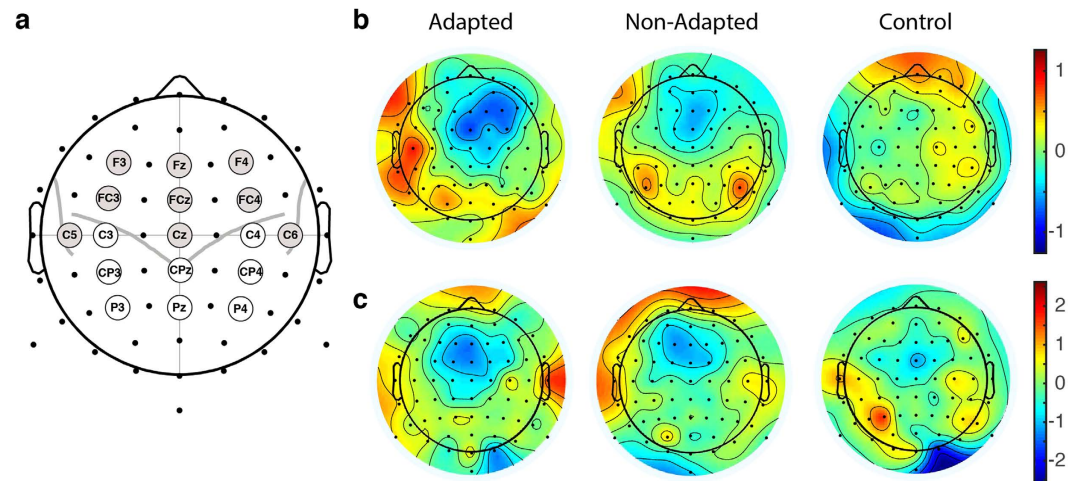 a
F3 Fz F4
FC3 FCz FC4
C5 C3 Cz C4 C6
CP3 CPz CP4
P3 Pz P4
b
Adapted Non-Adapted Control
1
0
-1
c
2
1
0
-1
-2